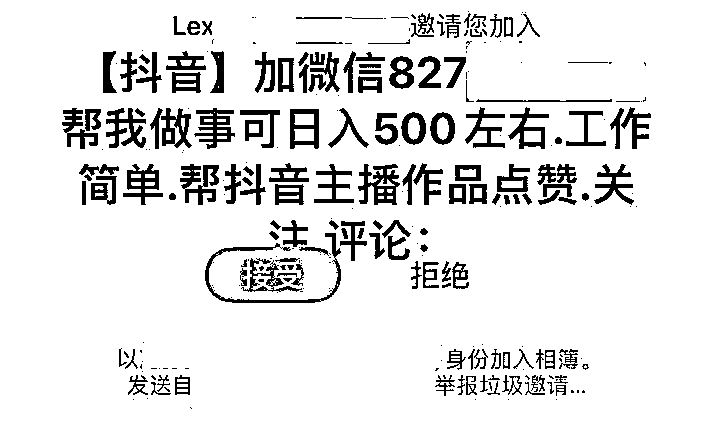 Lex 邀请您加入
【抖音】加微信827
帮我做事可日入500左右.工作
简单.帮抖音主播作品点赞.关
注 评论：
接受 拒绝
以 身份加入相簿。
发送自 举报垃圾邀请...